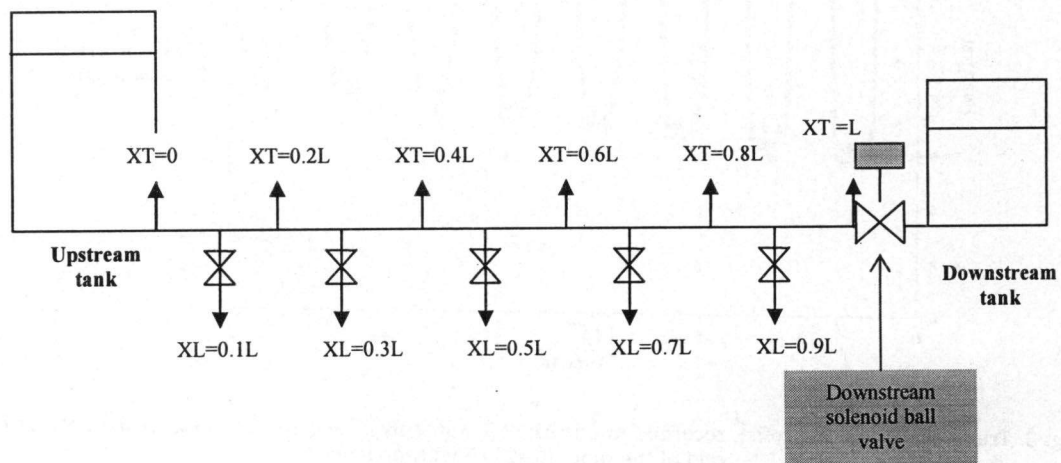 XT =L
XT=0
XT=0.2L
XT=0.4L
XT=0.6L
XT=0.8L
Upstream
tank
Downstream
tank
XL=0.1L
XL=0.3L
XL=0.5L
XL=0.7L
XL=0.9L
Downstream
solenoid ball
valve